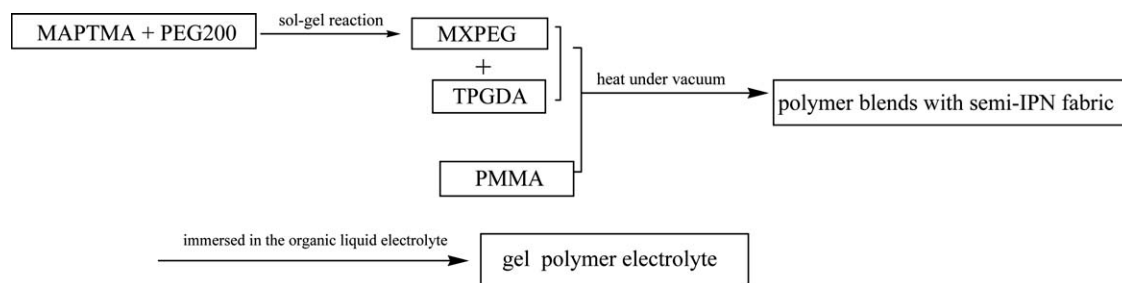 MAPTMA + PEG200
sol-gel reaction
MXPEG
+
TPGDA
PMMA
heat under vacuum
polymer blends with semi-IPN fabric
immersed in the organic liquid electrolyte
gel polymer electrolyte